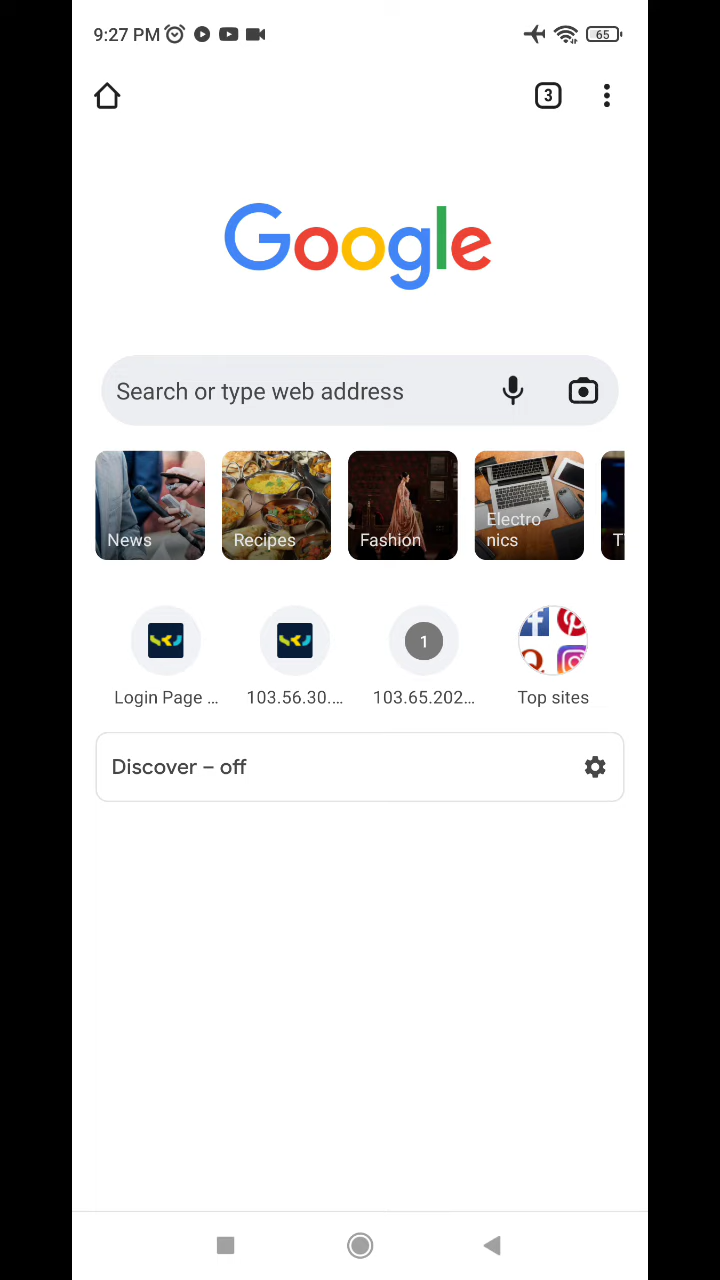 9:27 PM
65
3
Google
Search or type web address
News
Recipes
Fashion
Electro
nics
T
1
Login Page ...
103.56.30....
103.65.202...
Top sites
Discover – off